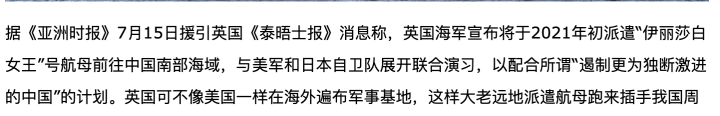 据《亚洲时报》7月15日援引英国《泰晤士报》消息称，英国海军宣布将于2021年初派遣“伊丽莎白
女王”号航母前往中国南部海域，与美军和日本自卫队展开联合演习，以配合所谓“遏制更为独断激进
的中国”的计划。英国可不像美国一样在海外遍布军事基地，这样大老远地派遣航母跑来插手我国周